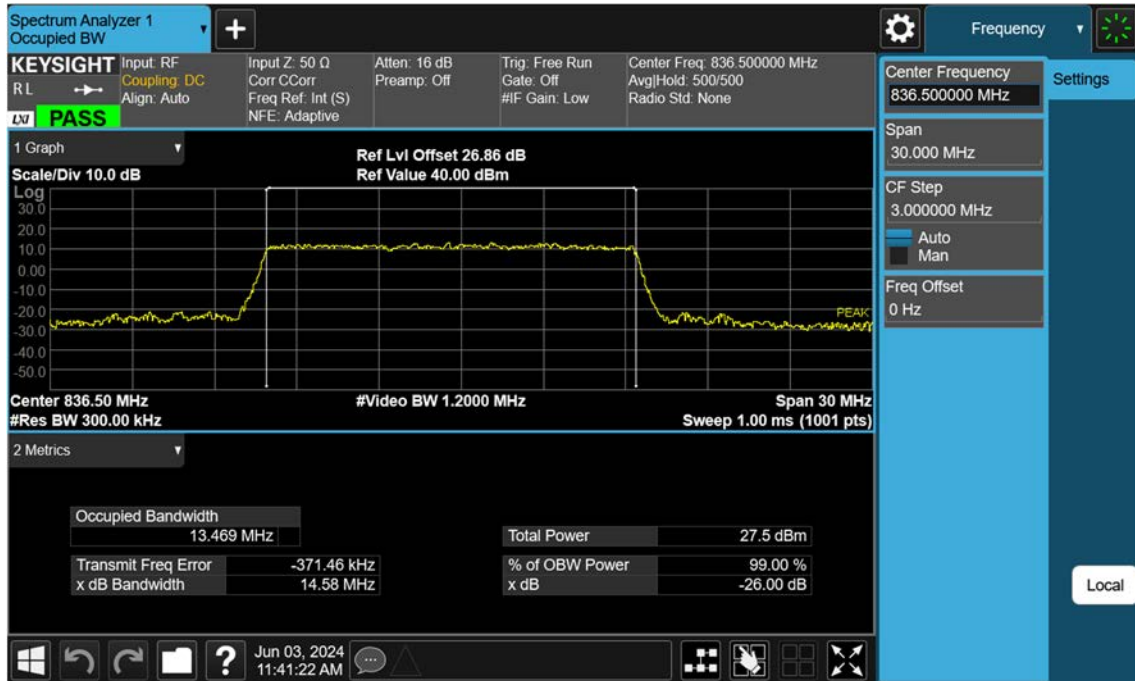 Spectrum Analyzer 1
Occupied BW
+
Frequency
KEYSIGHT
RL
LXI PASS
Input: RF
Coupling: DC
Align: Auto
Input Z: 50 Ω
Corr CCorr
Freq Ref: Int (S)
NFE: Adaptive
Atten: 16 dB
Preamp: Off
Trig: Free Run
Gate: Off
#IF Gain: Low
Center Freq: 836.500000 MHz
Avg|Hold: 500/500
Radio Std: None
1 Graph
Scale/Div 10.0 dB
Ref Lvl Offset 26.86 dB
Ref Value 40.00 dBm
Log
30.0
20.0
10.0
0.00
-10.0
-20.0
-30.0
-40.0
-50.0
PEAK
Center 836.50 MHz
#Video BW 1.2000 MHz
Span 30 MHz
#Res BW 300.00 kHz
Sweep 1.00 ms (1001 pts)
2 Metrics
Occupied Bandwidth
13.469 MHz
Total Power 27.5 dBm
Transmit Freq Error -371.46 kHz
% of OBW Power 99.00 %
x dB Bandwidth 14.58 MHz
x dB -26.00 dB
Center Frequency
836.500000 MHz
Settings
Span
30.000 MHz
CF Step
3.000000 MHz
Auto
Man
Freq Offset
0 Hz
Local
?
Jun 03, 2024
11:41:22 AM